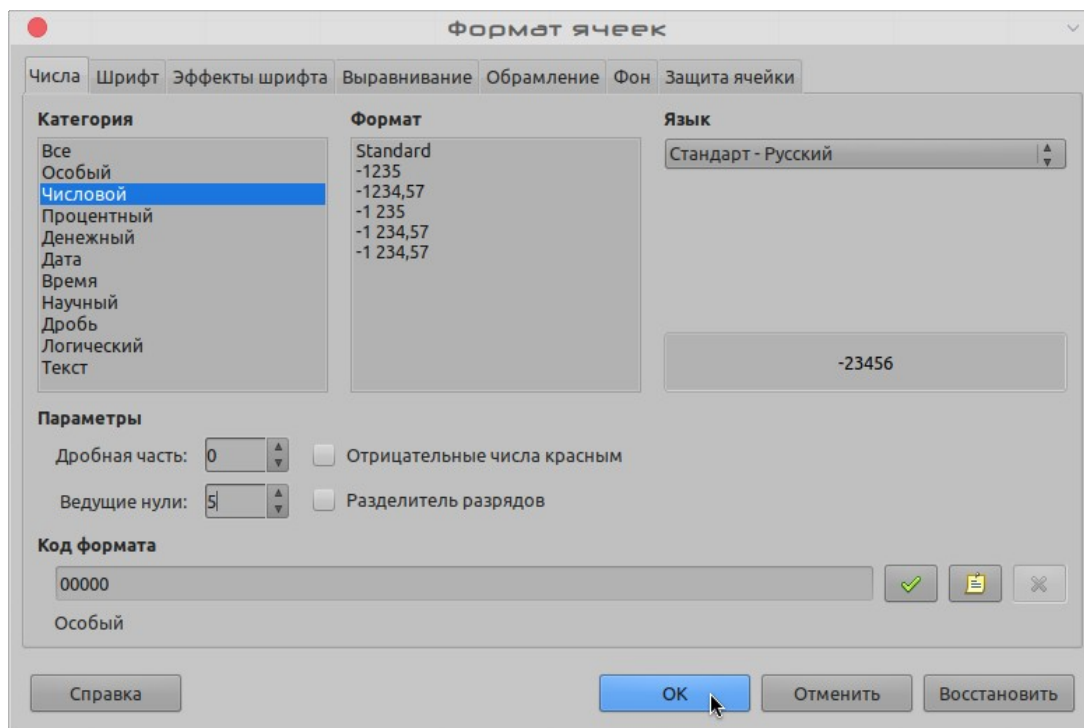 Формат ячеек
Числа Шрифт Эффекты шрифта Выравнивание Обрамление Фон Защита ячейки
Категория
Все
Особый
Числовой
Процентный
Денежный
Дата
Время
Научный
Дробь
Логический
Текст
Формат
Standard
-1235
-1234,57
-1 235
-1 234,57
-1 234,57
Язык
Стандарт - Русский
-23456
Параметры
Дробная часть: 0 Отрицательные числа красным
Ведущие нули: 5 Разделитель разрядов
Код формата
00000
Особый
Справка OK Отменить Восстановить